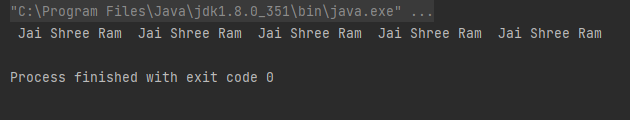 "C:\Program Files\Java\jdk1.8.0_351\bin\java.exe" ...
Jai Shree Ram  Jai Shree Ram  Jai Shree Ram  Jai Shree Ram  Jai Shree Ram
Process finished with exit code 0